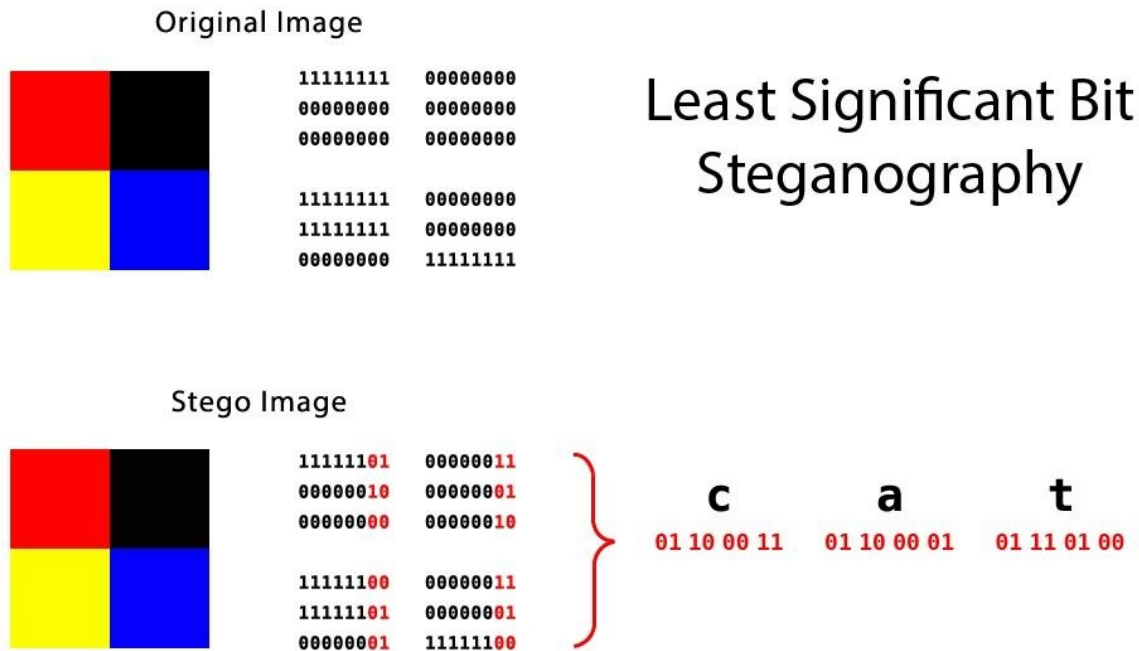 Original Image
11111111 00000000
00000000 00000000
00000000 00000000
11111111 00000000
11111111 00000000
00000000 11111111
Least Significant Bit
Steganography
Stego Image
11111101 00000011
00000010 00000001
00000000 00000010
11111100 00000011
11111101 00000001
00000001 11111100
c a t
01 10 00 11 01 10 00 01 01 11 01 00